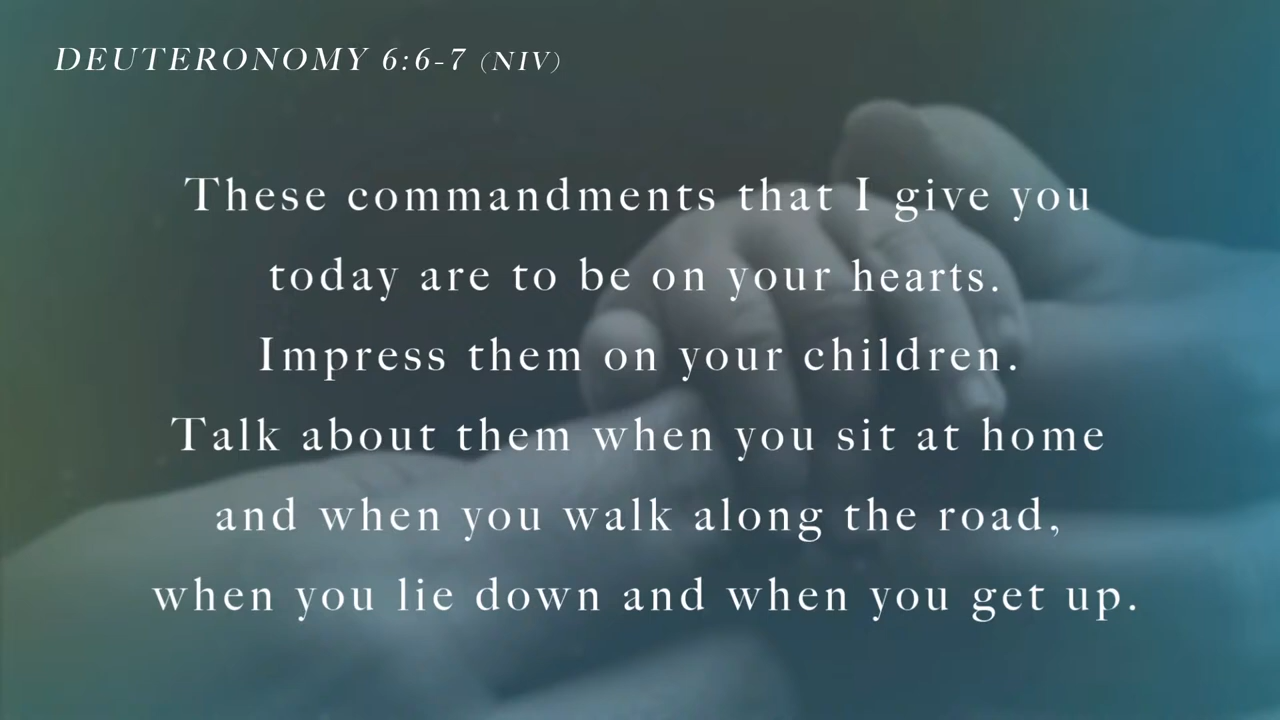 DEUTERONOMY 6:6-7 (NIV)
These commandments that I give you
today are to be on your hearts.
Impress them on your children.
Talk about them when you sit at home
and when you walk along the road,
when you lie down and when you get up.